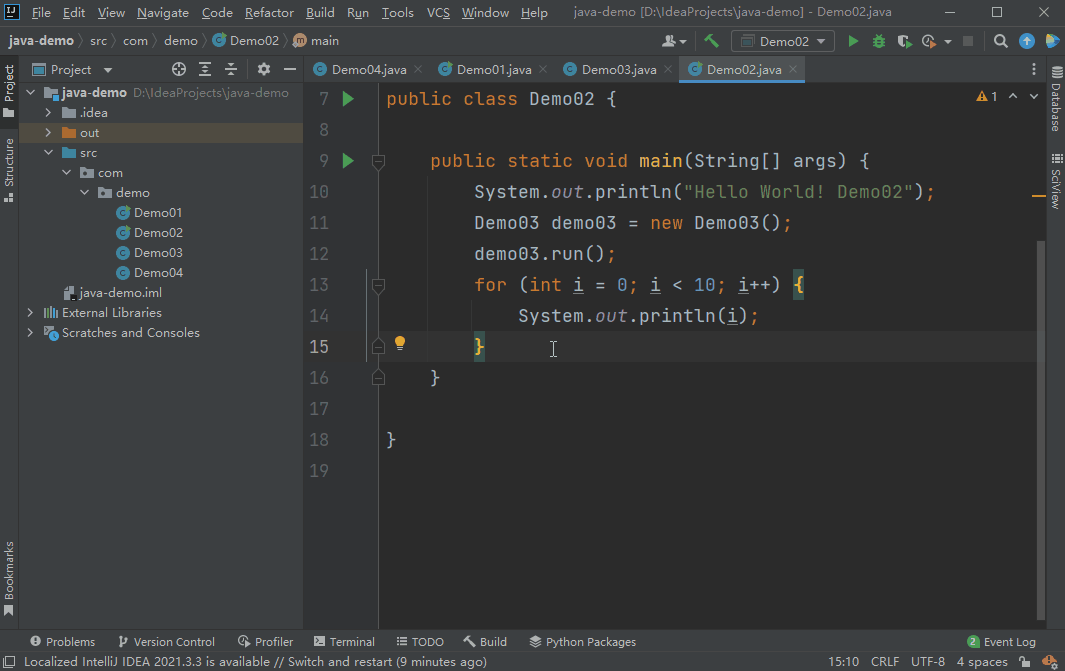 File Edit View Navigate Code Refactor Build Run Tools VCS Window Help java-demo [D:\IdeaProjects\java-demo] - Demo02.java
java-demo src com demo Demo02 main Demo02
Project Demo04.java Demo01.java Demo03.java Demo02.java
Project
Structure
Bookmarks
java-demo D:\IdeaProjects\java-demo
.idea
out
src
com
demo
Demo01
Demo02
Demo03
Demo04
java-demo.iml
External Libraries
Scratches and Consoles
7 public class Demo02 {
8
9 public static void main(String[] args) {
10 System.out.println("Hello World! Demo02");
11 Demo03 demo03 = new Demo03();
12 demo03.run();
13 for (int i = 0; i < 10; i++) {
14 System.out.println(i);
15 }
16 }
17
18 }
19
1
Database
SciView
Problems Version Control Profiler Terminal TODO Build Python Packages 2 Event Log
Localized IntelliJ IDEA 2021.3.3 is available // Switch and restart (9 minutes ago) 15:10 CRLF UTF-8 4 spaces